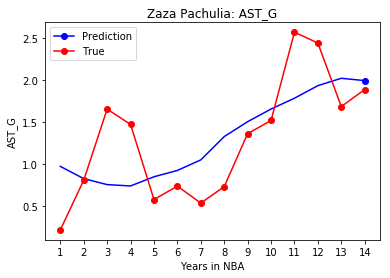 Zaza Pachulia: AST_G
Prediction
True
AST_G
2.5
2.0
1.5
1.0
0.5
1 2 3 4 5 6 7 8 9 10 11 12 13 14
Years in NBA